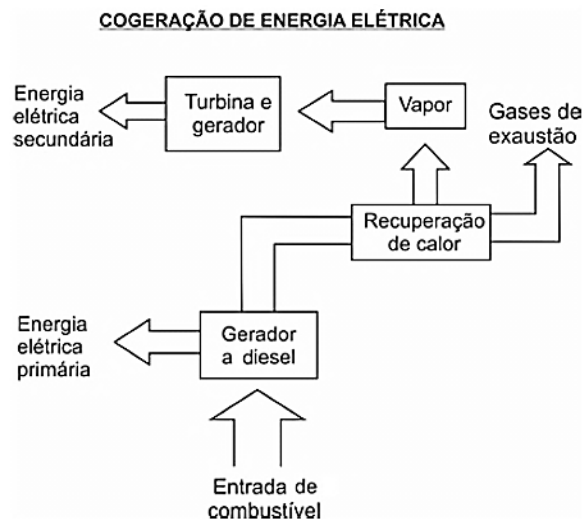 COGERAÇÃO DE ENERGIA ELÉTRICA
Energia
elétrica
secundária
Turbina e
gerador
Vapor
Gases de
exaustão
Recuperação
de calor
Energia
elétrica
primária
Gerador
a diesel
Entrada de
combustível